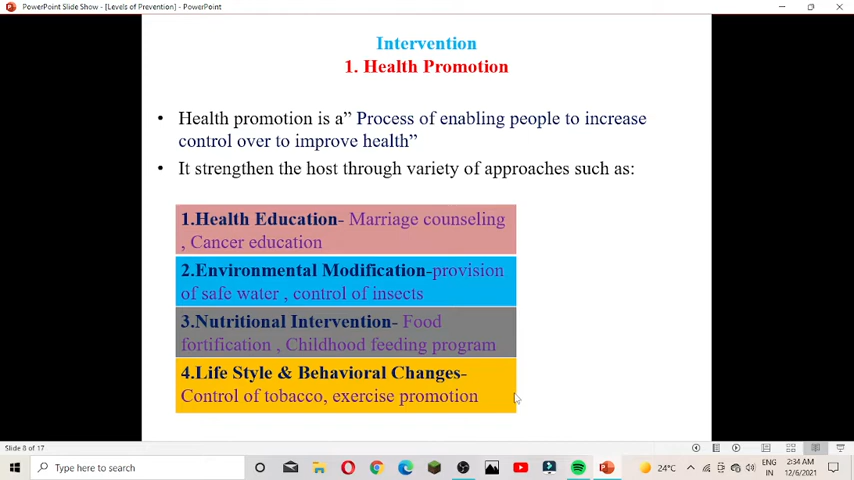 PowerPoint Slide Show - [Levels of Prevention] - PowerPoint
Intervention
1. Health Promotion
• Health promotion is a” Process of enabling people to increase
control over to improve health”
• It strengthen the host through variety of approaches such as:
1.Health Education- Marriage counseling
, Cancer education
2.Environmental Modification-provision
of safe water , control of insects
3.Nutritional Intervention- Food
fortification , Childhood feeding program
4.Life Style & Behavioral Changes-
Control of tobacco, exercise promotion
Slide 8 of 17
Type here to search
24°C
ENG
IN
2:34 AM
12/6/2021